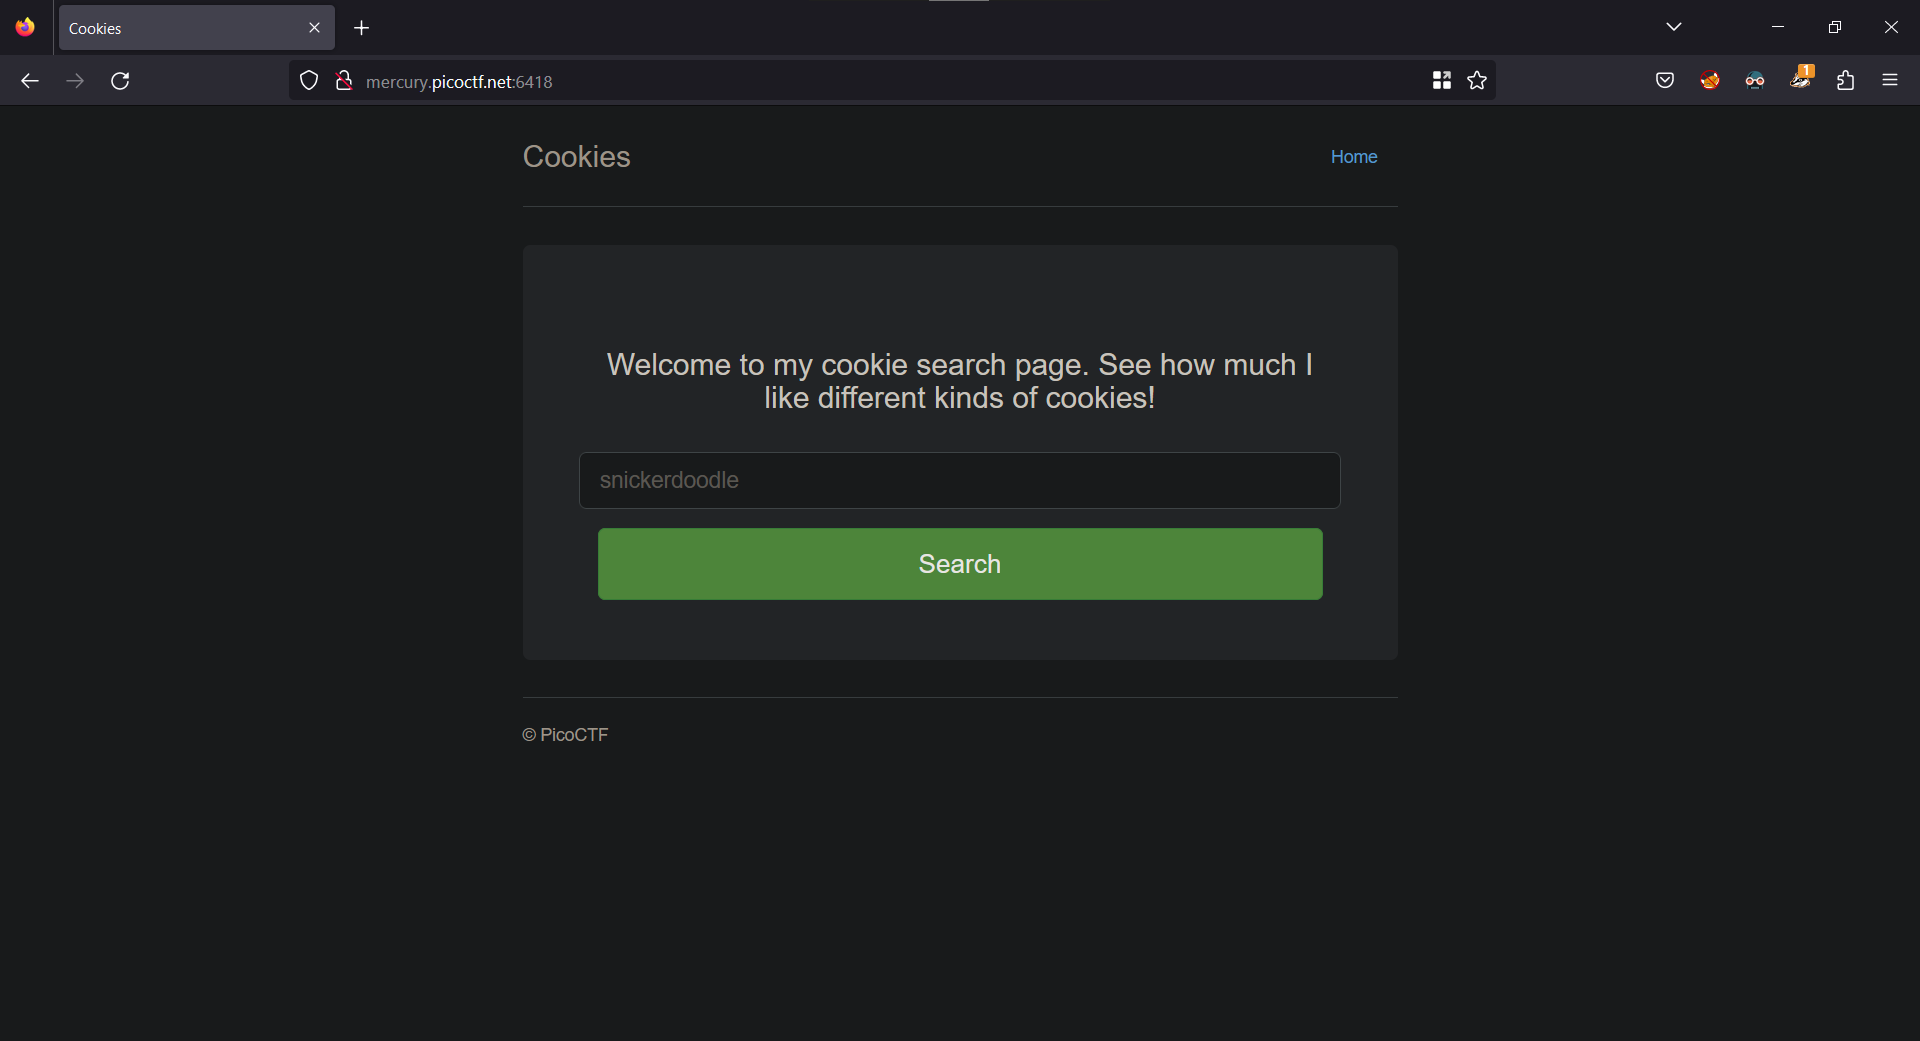 Cookies
mercury.picoctf.net:6418
1
Cookies
Home
Welcome to my cookie search page. See how much I
like different kinds of cookies!
snickerdoodle
Search
© PicoCTF